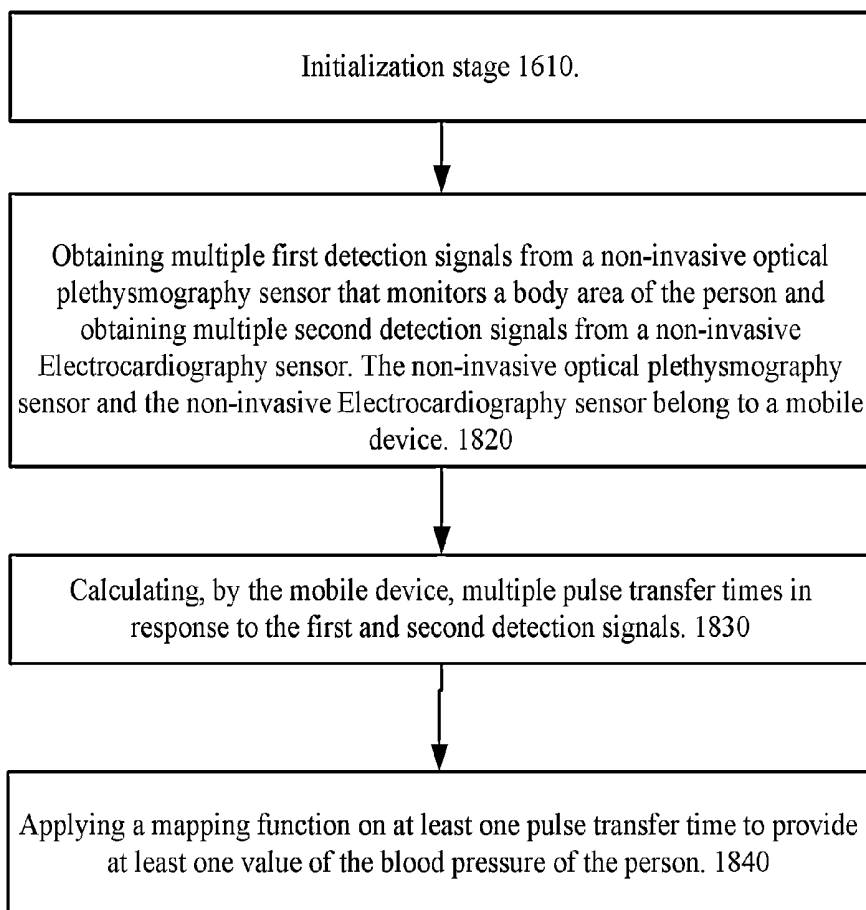 Initialization stage 1610.
Obtaining multiple first detection signals from a non-invasive optical
plethysmography sensor that monitors a body area of the person and
obtaining multiple second detection signals from a non-invasive
Electrocardiography sensor. The non-invasive optical plethysmography
sensor and the non-invasive Electrocardiography sensor belong to a mobile
device. 1820
Calculating, by the mobile device, multiple pulse transfer times in
response to the first and second detection signals. 1830
Applying a mapping function on at least one pulse transfer time to provide
at least one value of the blood pressure of the person. 1840